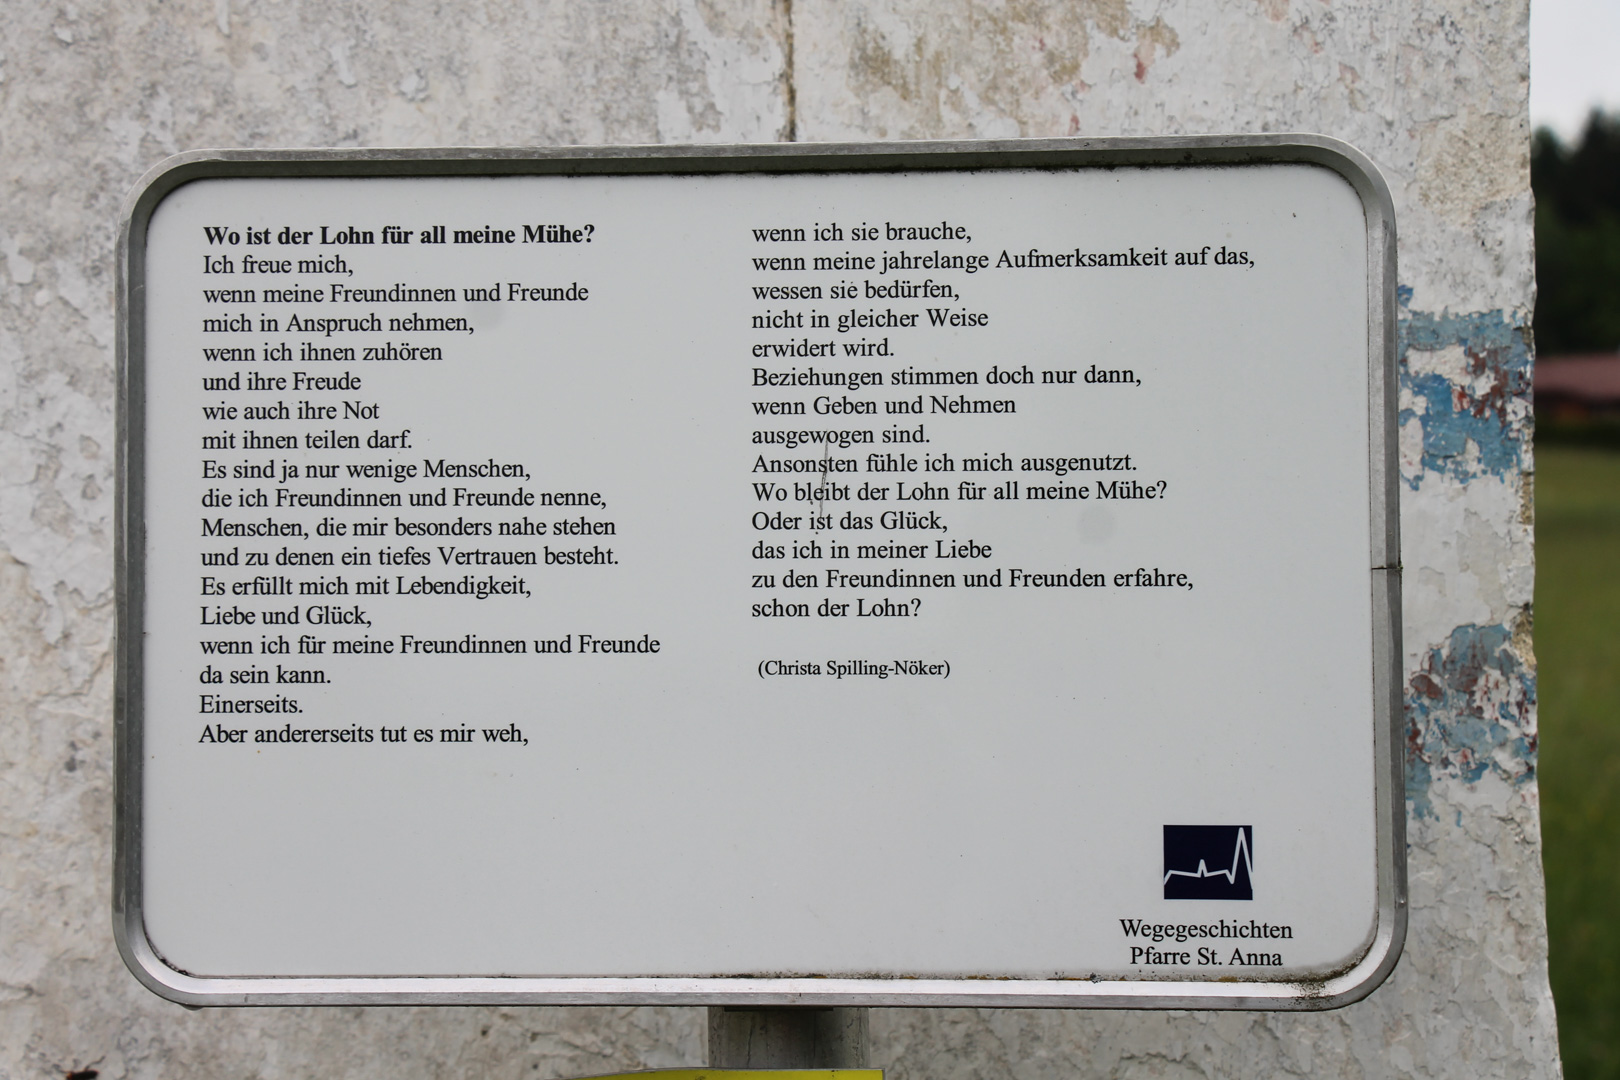 Wo ist der Lohn für all meine Mühe?
Ich freue mich,
wenn meine Freundinnen und Freunde
mich in Anspruch nehmen,
wenn ich ihnen zuhören
und ihre Freude
wie auch ihre Not
mit ihnen teilen darf.
Es sind ja nur wenige Menschen,
die ich Freundinnen und Freunde nenne,
Menschen, die mir besonders nahe stehen
und zu denen ein tiefes Vertrauen besteht.
Es erfüllt mich mit Lebendigkeit,
Liebe und Glück,
wenn ich für meine Freundinnen und Freunde
da sein kann.
Einerseits.
Aber andererseits tut es mir weh,
wenn ich sie brauche,
wenn meine jahrelange Aufmerksamkeit auf das,
wessen sie bedürfen,
nicht in gleicher Weise
erwidert wird.
Beziehungen stimmen doch nur dann,
wenn Geben und Nehmen
ausgewogen sind.
Ansonsten fühle ich mich ausgenutzt.
Wo bleibt der Lohn für all meine Mühe?
Oder ist das Glück,
das ich in meiner Liebe
zu den Freundinnen und Freunden erfahre,
schon der Lohn?
(Christa Spilling-Nöker)
Wegegeschichten
Pfarre St. Anna